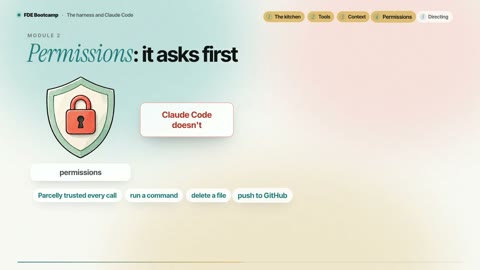 FDE Bootcamp · The harness and Claude Code
The kitchen
Tools
Context
Permissions
Directing
MODULE 2
Permissions: it asks first
Claude Code
doesn't
permissions
Parcelly trusted every call
run a command
delete a file
push to GitHub